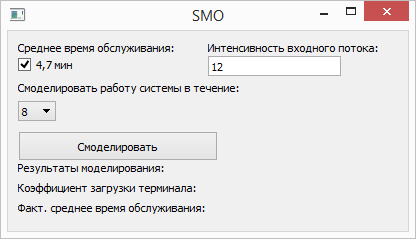 SMO
Среднее время обслуживания:
Интенсивность входного потока:
4,7 мин
12
Смоделировать работу системы в течение:
8
Смоделировать
Результаты моделирования:
Коэффициент загрузки терминала:
Факт. среднее время обслуживания: